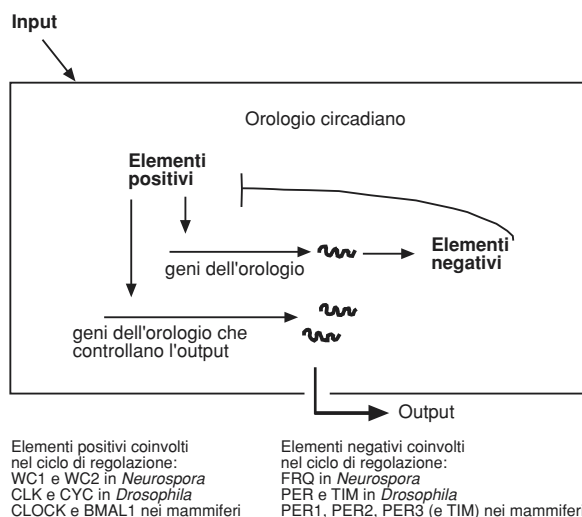 Input
Orologio circadiano
Elementi
positivi
geni dell'orologio
Elementi
negativi
geni dell'orologio che
controllano l'output
Output
Elementi positivi coinvolti
nel ciclo di regolazione:
WC1 e WC2 in Neurospora
CLK e CYC in Drosophila
CLOCK e BMAL1 nei mammiferi
Elementi negativi coinvolti
nel ciclo di regolazione:
FRQ in Neurospora
PER e TIM in Drosophila
PER1, PER2, PER3 (e TIM) nei mammiferi